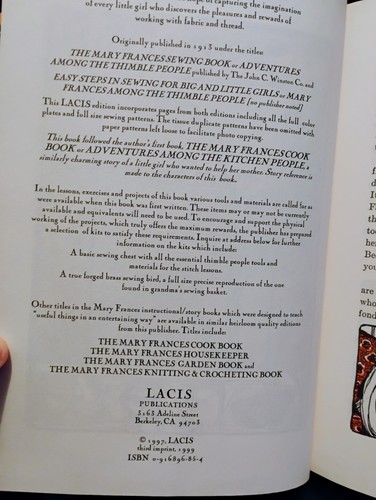 of capturing the imagination
of every little girl who discovers the pleasures and rewards of
working with fabric and thread.
Originally published in 1913 under the titles:
THE MARY FRANCES SEWING BOOK or ADVENTURES
AMONG THE THIMBLE PEOPLE published by The John C. Winston Co. and
EASY STEPS IN SEWING FOR BIG AND LITTLE GIRLS or MARY
FRANCES AMONG THE THIMBLE PEOPLE [no publisher noted]
This LACIS edition incorporates pages from both editions including all the full color
plates and full size sewing patterns. The tissue duplicate patterns have been omitted with
paper patterns left loose to facilitate photo copying.
This book followed the author's first book, THE MARY FRANCES COOK
BOOK or ADVENTURES AMONG THE KITCHEN PEOPLE, a
similarly charming story of a little girl who wanted to help her mother. Story reference is
made to the characters of this book.
In the lessons, exercises and projects of this book various tools and materials are called for as
were available when this book was first written. These items may or may not be currently
available and equivalents will need to be used. To encourage and support the physical
working of the projects, which truly offers the maximum rewards, the publisher has prepared
a selection of kits to satisfy these requirements. Inquire at address below for further
information on the kits which include:
A basic sewing chest with all the essential thimble people tools and
materials for the stitch lessons.
A true forged brass sewing bird, a full size precise reproduction of the one
found in grandma's sewing basket.
Other titles in the Mary Frances instructional/story books which were designed to teach
"useful things in an entertaining way" are available in similar heirloom quality editions
from this publisher. Titles include:
THE MARY FRANCES COOK BOOK
THE MARY FRANCES HOUSEKEEPER
THE MARY FRANCES GARDEN BOOK and
THE MARY FRANCES KNITTING & CROCHETING BOOK
LACIS
PUBLICATIONS
3163 Adeline Street
Berkeley, CA 94703
© 1997, LACIS
third imprint, 1999
ISBN 0-916896-85-4
are
who
fond